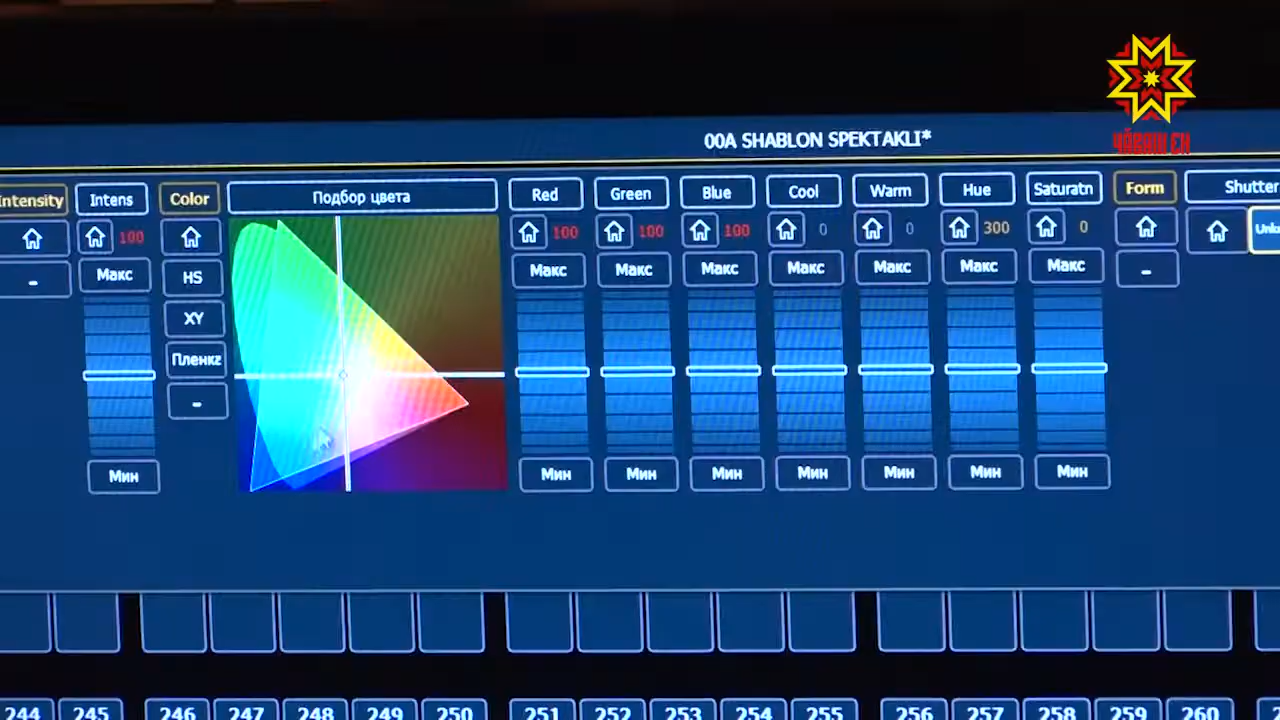 00A SHABLON SPEKTAKLI*
ЧӐВАШ ЕН
Intensity Intens Color Подбор цвета Red Green Blue Cool Warm Hue Saturatn Form Shutter
100 100 100 100 0 0 300 0
- Макс HS Макс Макс Макс Макс Макс Макс Макс -
XY
Пленке
-
Мин Мин Мин Мин Мин Мин Мин Мин
244 245 246 247 248 249 250 251 252 253 254 255 256 257 258 259 260